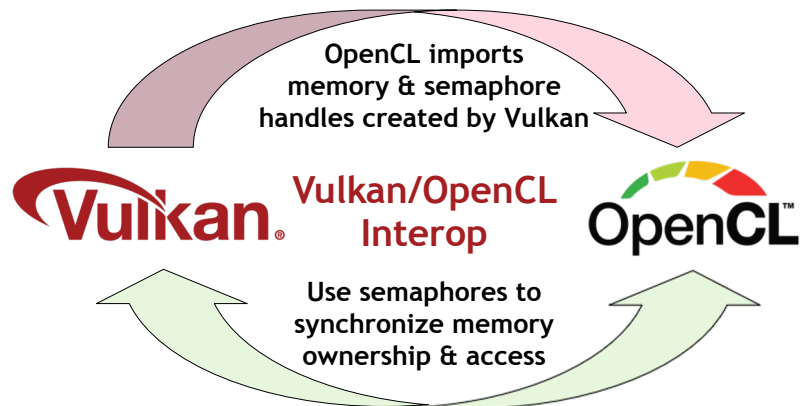 OpenCL imports
memory & semaphore
handles created by Vulkan
Vulkan®
Vulkan/OpenCL
Interop
OpenCL™
Use semaphores to
synchronize memory
ownership & access